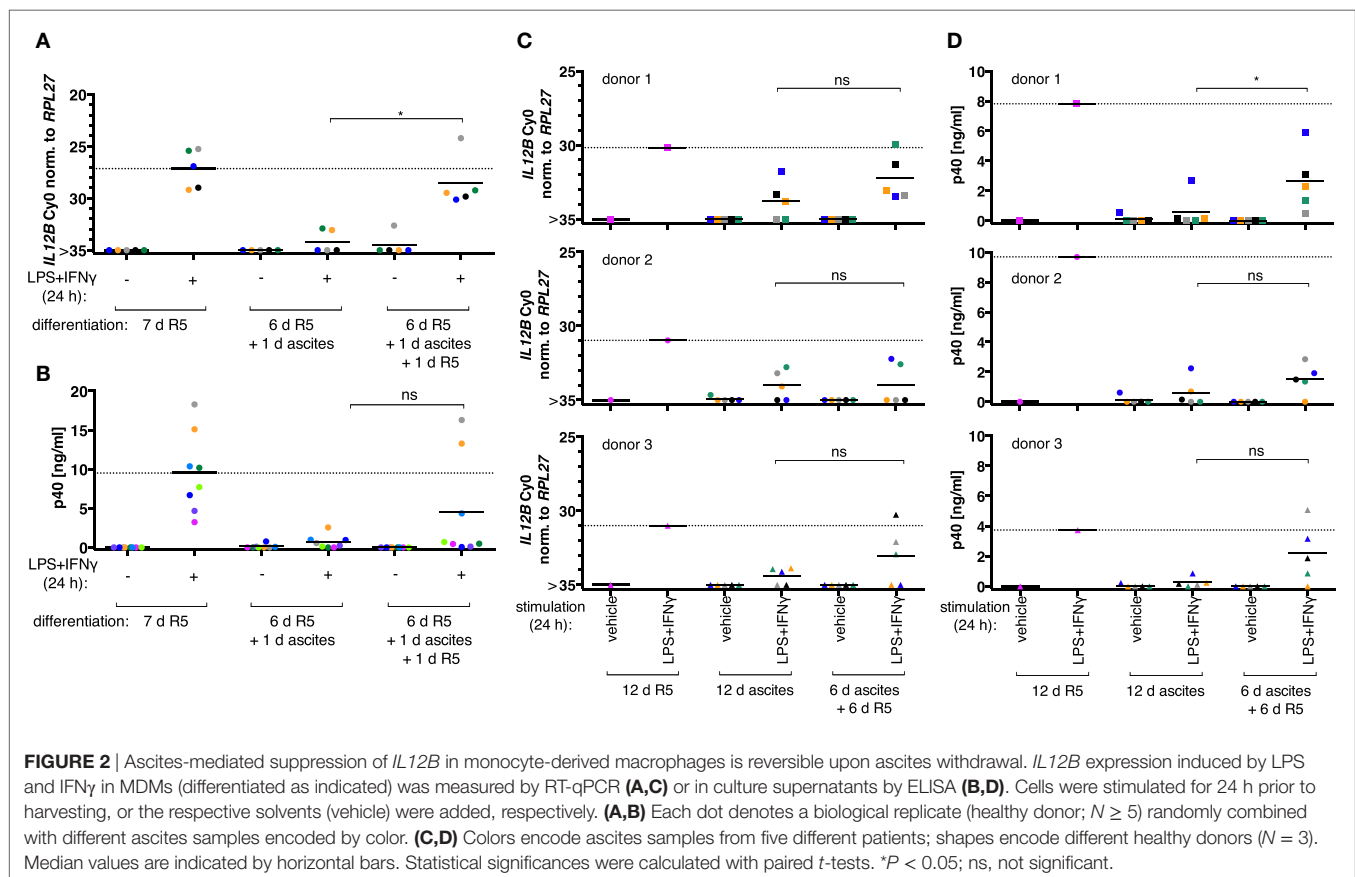 A
IL12B Cy0 norm. to RPL27
20
25
30
>35
*
LPS+IFNγ
(24 h):
- + - + - +
differentiation: 7 d R5 6 d R5 6 d R5
+ 1 d ascites + 1 d ascites
+ 1 d R5
B
p40 [ng/ml]
20
15
10
5
0
ns
LPS+IFNγ
(24 h):
- + - + - +
differentiation: 7 d R5 6 d R5 6 d R5
+ 1 d ascites + 1 d ascites
+ 1 d R5
C
IL12B Cy0
norm. to RPL27
25
30
>35
donor 1
ns
IL12B Cy0
norm. to RPL27
25
30
>35
donor 2
ns
IL12B Cy0
norm. to RPL27
25
30
>35
donor 3
ns
stimulation
(24 h):
vehicle LPS+IFNγ vehicle LPS+IFNγ vehicle LPS+IFNγ
12 d R5 12 d ascites 6 d ascites
+ 6 d R5
D
p40 [ng/ml]
10
8
6
4
2
0
donor 1
*
p40 [ng/ml]
10
8
6
4
2
0
donor 2
ns
p40 [ng/ml]
10
8
6
4
2
0
donor 3
ns
stimulation
(24 h):
vehicle LPS+IFNγ vehicle LPS+IFNγ vehicle LPS+IFNγ
12 d R5 12 d ascites 6 d ascites
+ 6 d R5
FIGURE 2 | Ascites-mediated suppression of IL12B in monocyte-derived macrophages is reversible upon ascites withdrawal. IL12B expression induced by LPS
and IFNγ in MDMs (differentiated as indicated) was measured by RT-qPCR (A,C) or in culture supernatants by ELISA (B,D). Cells were stimulated for 24 h prior to
harvesting, or the respective solvents (vehicle) were added, respectively. (A,B) Each dot denotes a biological replicate (healthy donor; N ≥ 5) randomly combined
with different ascites samples encoded by color. (C,D) Colors encode ascites samples from five different patients; shapes encode different healthy donors (N = 3).
Median values are indicated by horizontal bars. Statistical significances were calculated with paired t-tests. *P < 0.05; ns, not significant.